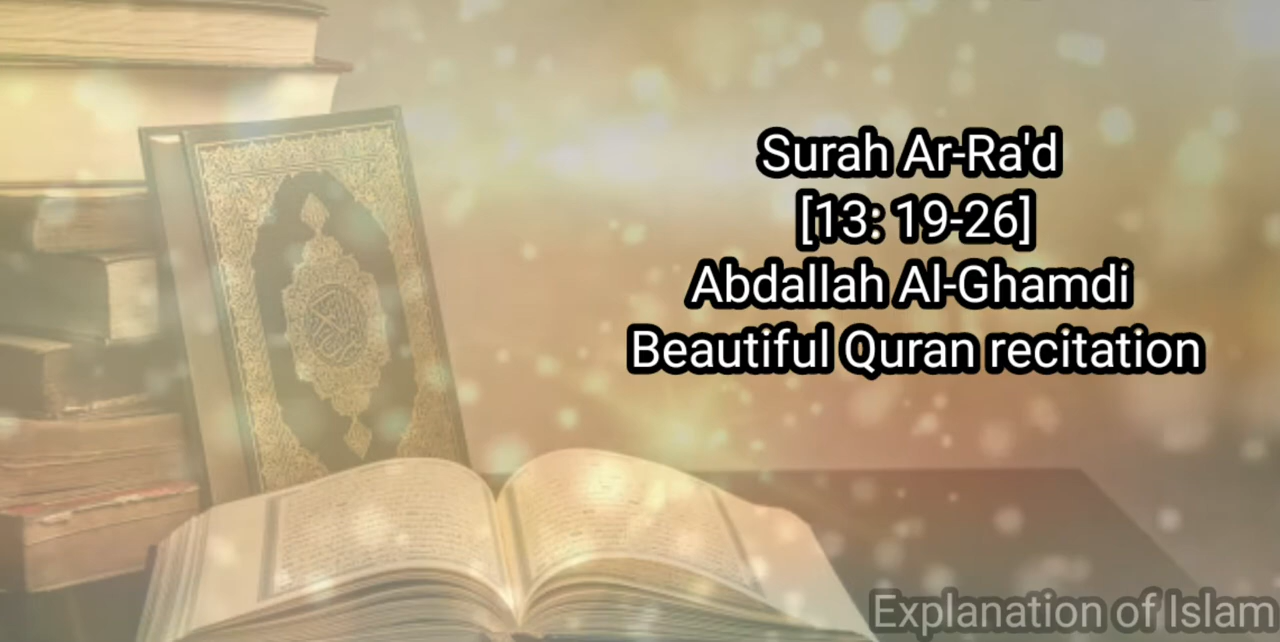 Surah Ar-Ra'd
[13: 19-26]
Abdallah Al-Ghamdi
Beautiful Quran recitation
Explanation of Islam